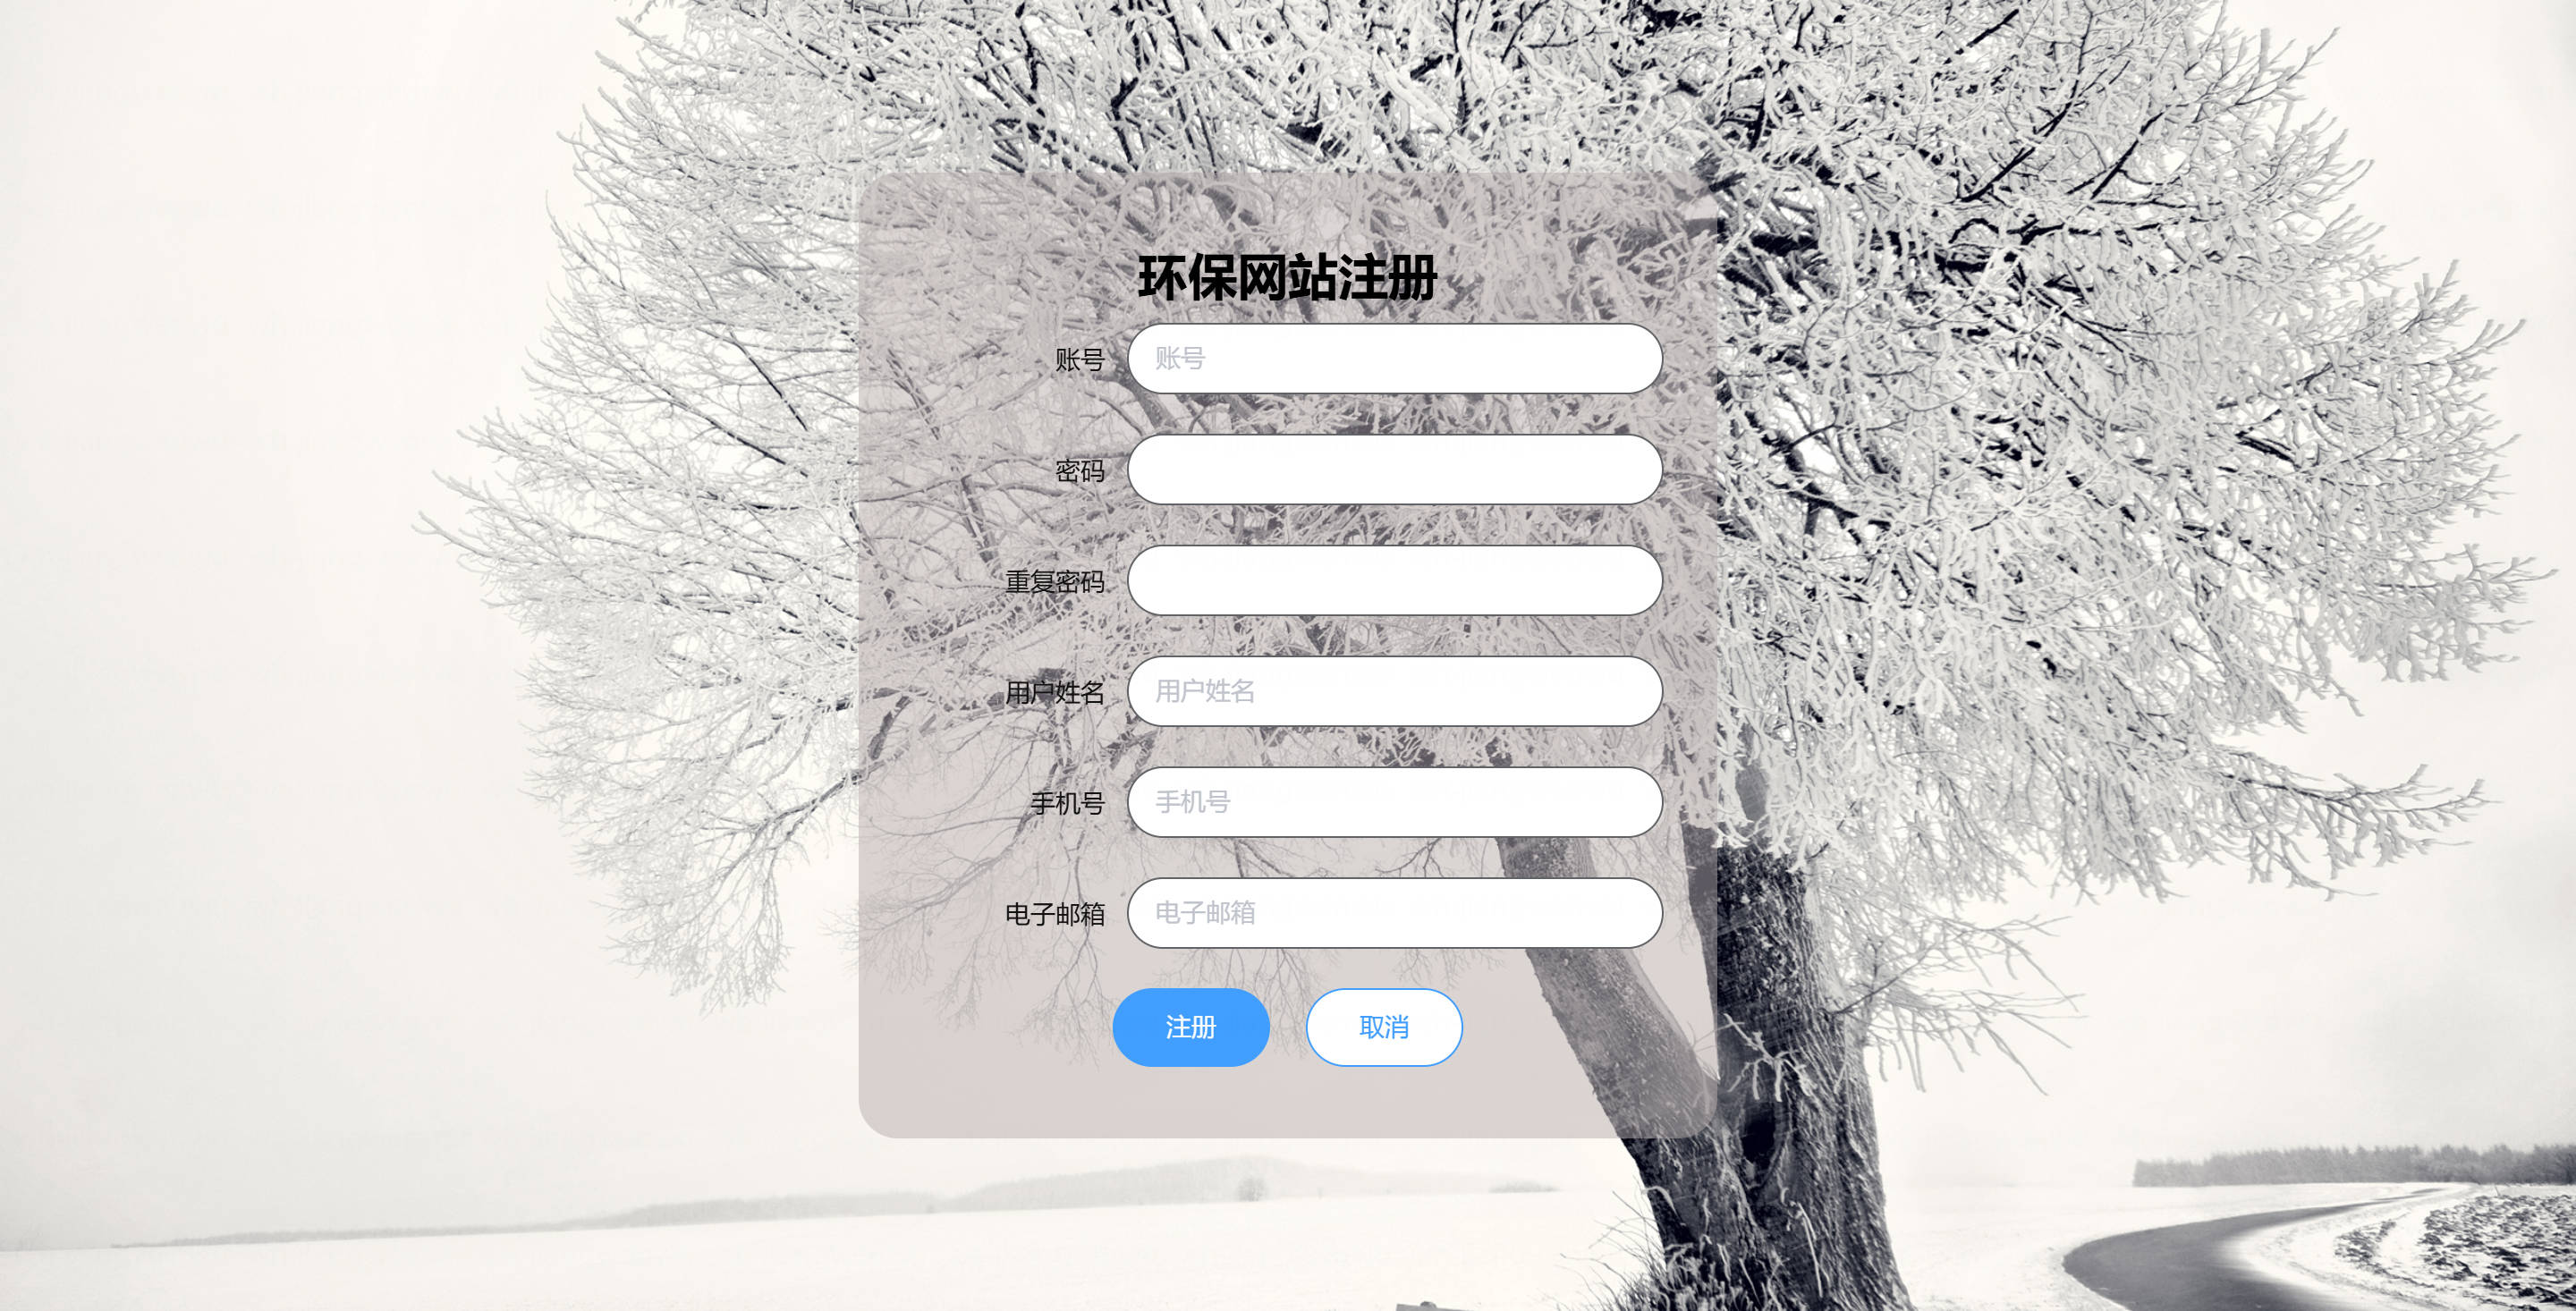 环保网站注册
账号 账号
密码
重复密码
用户姓名 用户姓名
手机号 手机号
电子邮箱 电子邮箱
注册 取消